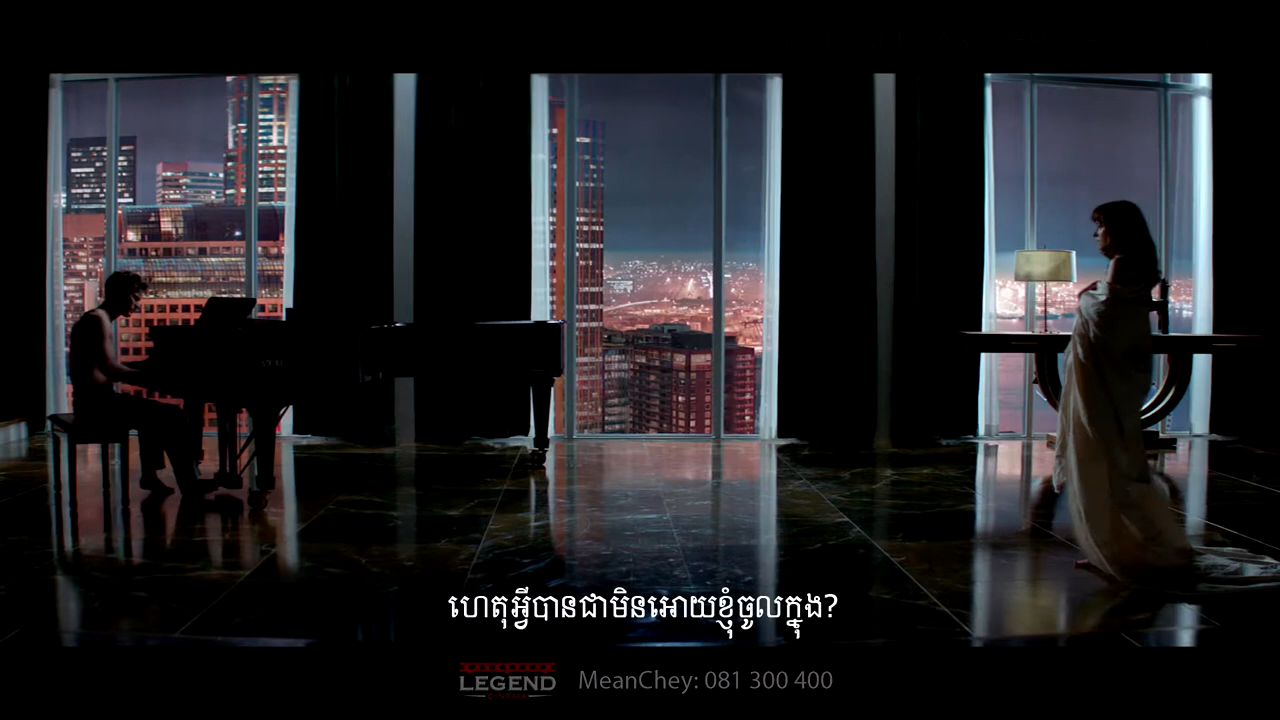 ហេតុអ្វីបានជាមិនអោយខ្ញុំចូលក្នុង?
LEGEND
CINEMA
MeanChey: 081 300 400